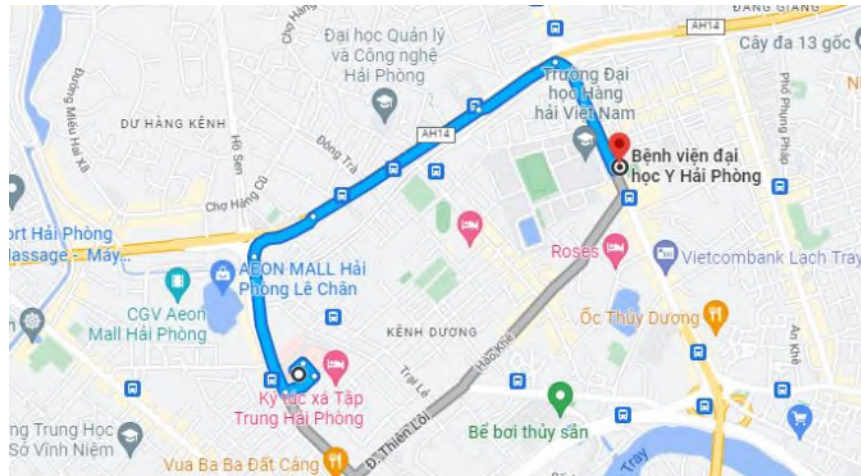 ĐANG GIANG
AH14
Đại học Quản lý
và Công nghệ
Hải Phòng
Chợ Hàng
Cây đa 13 gốc
Trường Đại
học Hàng
hải Việt Nam
Phố Phụng Pháp
Đường Miếu Hai Xã
DƯ HÀNG KÊNH
Hồ Sen
AH14
Đông Trà
Bệnh viện đại
học Y Hải Phòng
Chợ Hàng Cũ
ort Hải Phòng
lassage - Máy...
AEON MALL Hải
Phòng Lê Chân
Roses
Vietcombank Lạch Tray
CGV Aeon
Mall Hải Phòng
KÊNH DƯƠNG
Ốc Thủy Dương
An Khê
Hào Khê
Trại Lẻ
Ký túc xá Tập
Trung Hải Phòng
Bể bơi thủy sản
ng Trung Học
Sở Vĩnh Niệm
Đ. Thiên Lôi
Vua Ba Ba Đất Cảng
Tray